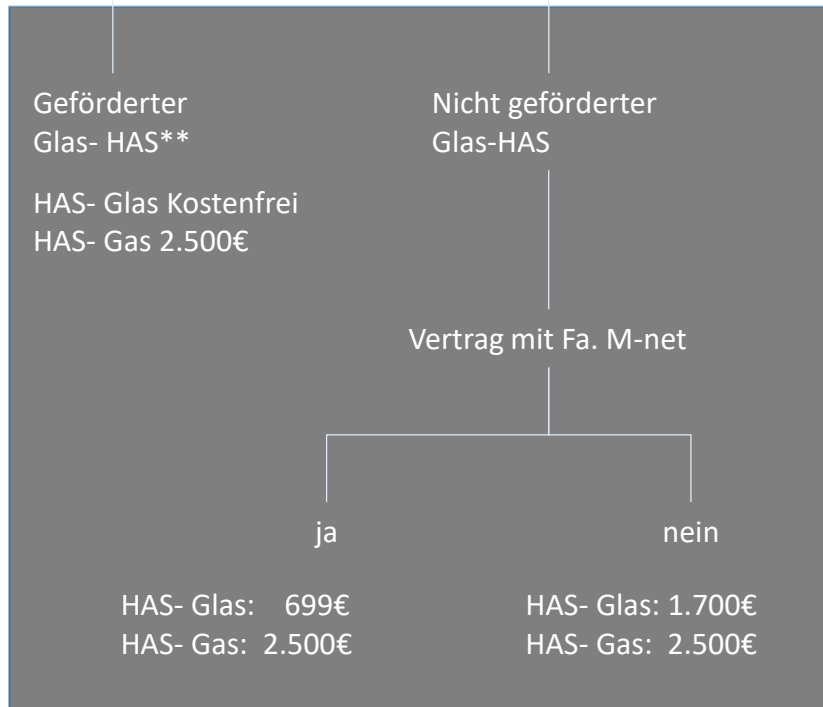 Geförderter
Glas- HAS**
HAS- Glas Kostenfrei
HAS- Gas 2.500€
Nicht geförderter
Glas-HAS
Vertrag mit Fa. M-net
ja
HAS- Glas: 699€
HAS- Gas: 2.500€
nein
HAS- Glas: 1.700€
HAS- Gas: 2.500€